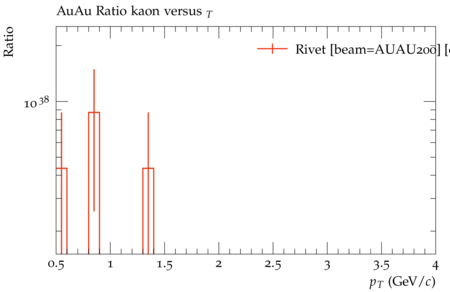 AuAu Ratio kaon versus T
Ratio
Rivet [beam=AUAU200] [
10 38
0.5 1 1.5 2 2.5 3 3.5 4
pT (GeV/c)